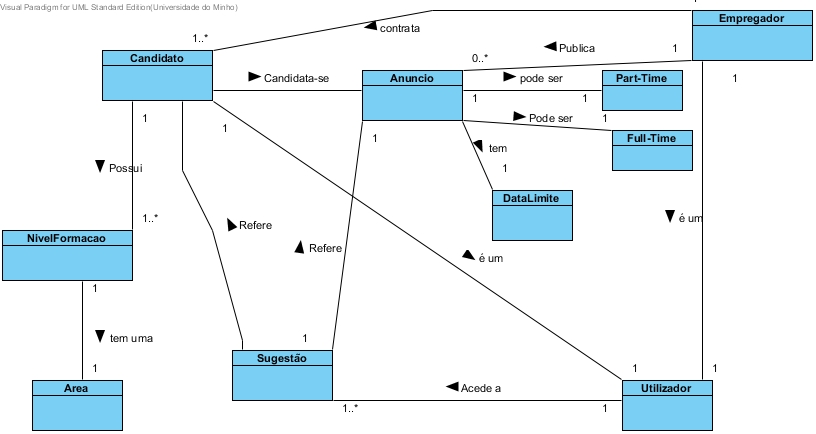 Visual Paradigm for UML Standard Edition(Universidade do Minho)
Empregador
contrata
1..*
Publica
1
0..*
Candidato
Candidata-se
Anuncio
pode ser
Part-Time
1
1
1
Pode ser
1
Full-Time
1
1
1
tem
1
Possui
DataLimite
1..*
é um
Refere
Refere
NivelFormacao
é um
1
tem uma
1
1
Sugestão
1
1
Area
Acede a
Utilizador
1..*
1